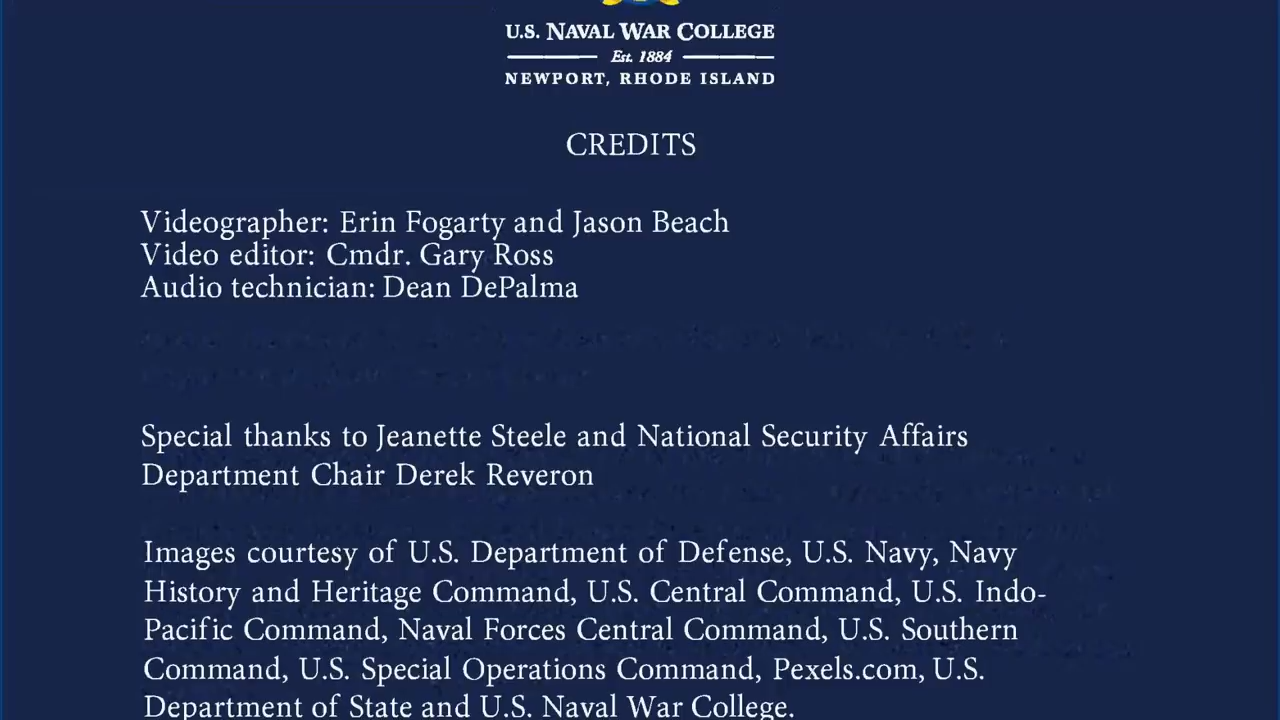 U.S. NAVAL WAR COLLEGE
Est. 1884
NEWPORT, RHODE ISLAND
CREDITS
Videographer: Erin Fogarty and Jason Beach
Video editor: Cmdr. Gary Ross
Audio technician: Dean DePalma
Special thanks to Jeanette Steele and National Security Affairs
Department Chair Derek Reveron
Images courtesy of U.S. Department of Defense, U.S. Navy, Navy
History and Heritage Command, U.S. Central Command, U.S. Indo-
Pacific Command, Naval Forces Central Command, U.S. Southern
Command, U.S. Special Operations Command, Pexels.com, U.S.
Department of State and U.S. Naval War College.